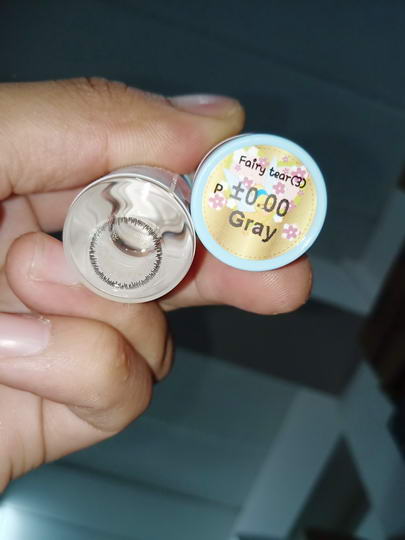 Fairy tear(3)
P ±0.00
Gray